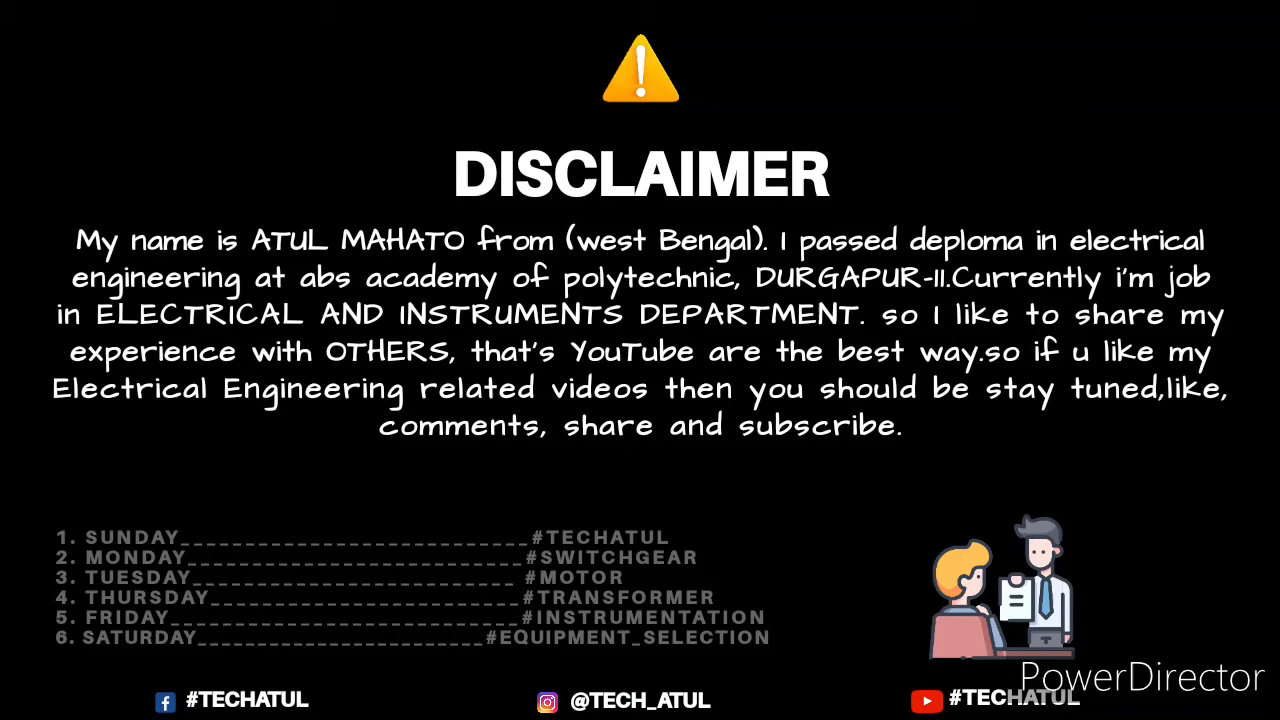 DISCLAIMER
My name is ATUL MAHATO from (west Bengal). I passed deploma in electrical
engineering at abs academy of polytechnic, DURGAPUR-II.Currently i'm job
in ELECTRICAL AND INSTRUMENTS DEPARTMENT. so I like to share my
experience with OTHERS, that's YouTube are the best way.so if u like my
Electrical Engineering related videos then you should be stay tuned,like,
comments, share and subscribe.
1. SUNDAY___________________________#TECHATUL
2. MONDAY__________________________#SWITCHGEAR
3. TUESDAY_________________________ #MOTOR
4. THURSDAY________________________#TRANSFORMER
5. FRIDAY___________________________#INSTRUMENTATION
6. SATURDAY________________________#EQUIPMENT_SELECTION
PowerDirector
#TECHATUL
@TECH_ATUL
#TECHATUL